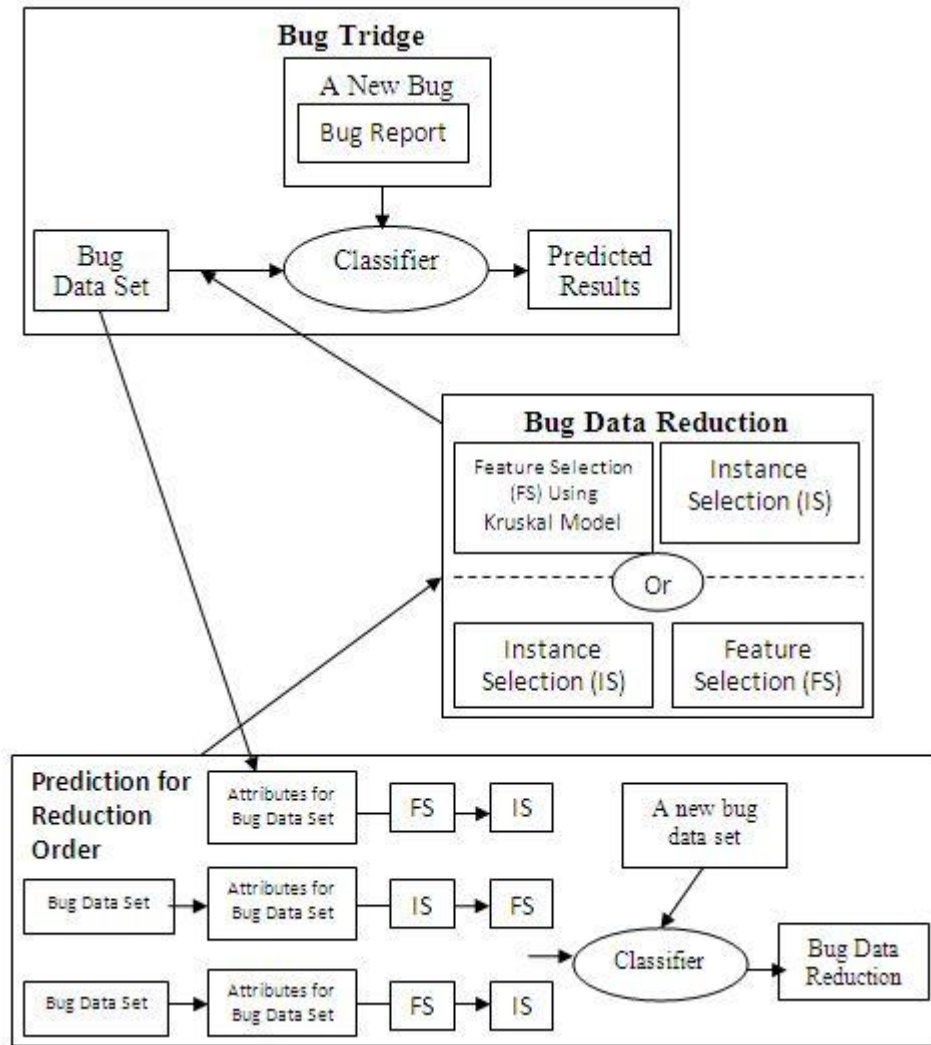 Bug Tridge
A New Bug
Bug Report
Bug
Data Set
Classifier
Predicted
Results
Bug Data Reduction
Feature Selection
(FS) Using
Kruskal Model
Instance
Selection (IS)
Or
Instance
Selection (IS)
Feature
Selection (FS)
Prediction for
Reduction
Order
Attributes for
Bug Data Set
FS
IS
A new bug
data set
Bug Data Set
Attributes for
Bug Data Set
IS
FS
Classifier
Bug Data
Reduction
Bug Data Set
Attributes for
Bug Data Set
FS
IS